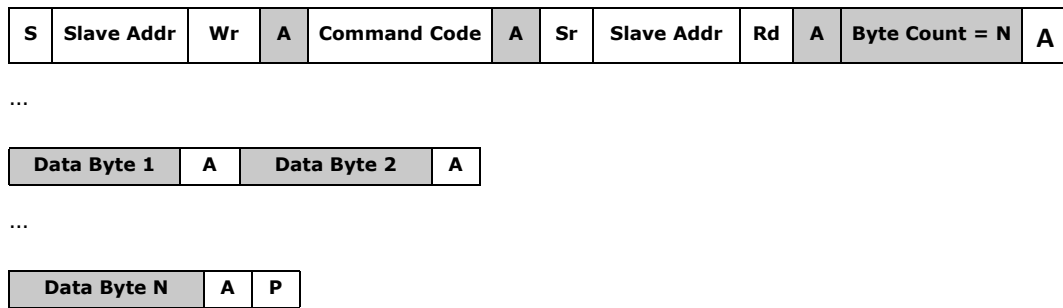 S Slave Addr Wr A Command Code A Sr Slave Addr Rd A Byte Count = N A
...
Data Byte 1 A Data Byte 2 A
...
Data Byte N A P